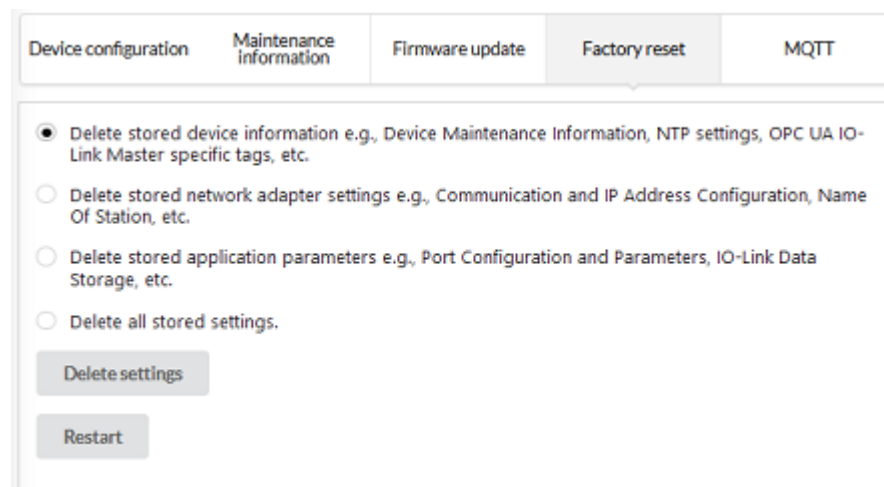 Device configuration
Maintenance
information
Firmware update
Factory reset
MQTT
Delete stored device information e.g., Device Maintenance Information, NTP settings, OPC UA IO-
Link Master specific tags, etc.
Delete stored network adapter settings e.g., Communication and IP Address Configuration, Name
Of Station, etc.
Delete stored application parameters e.g., Port Configuration and Parameters, IO-Link Data
Storage, etc.
Delete all stored settings.
Delete settings
Restart